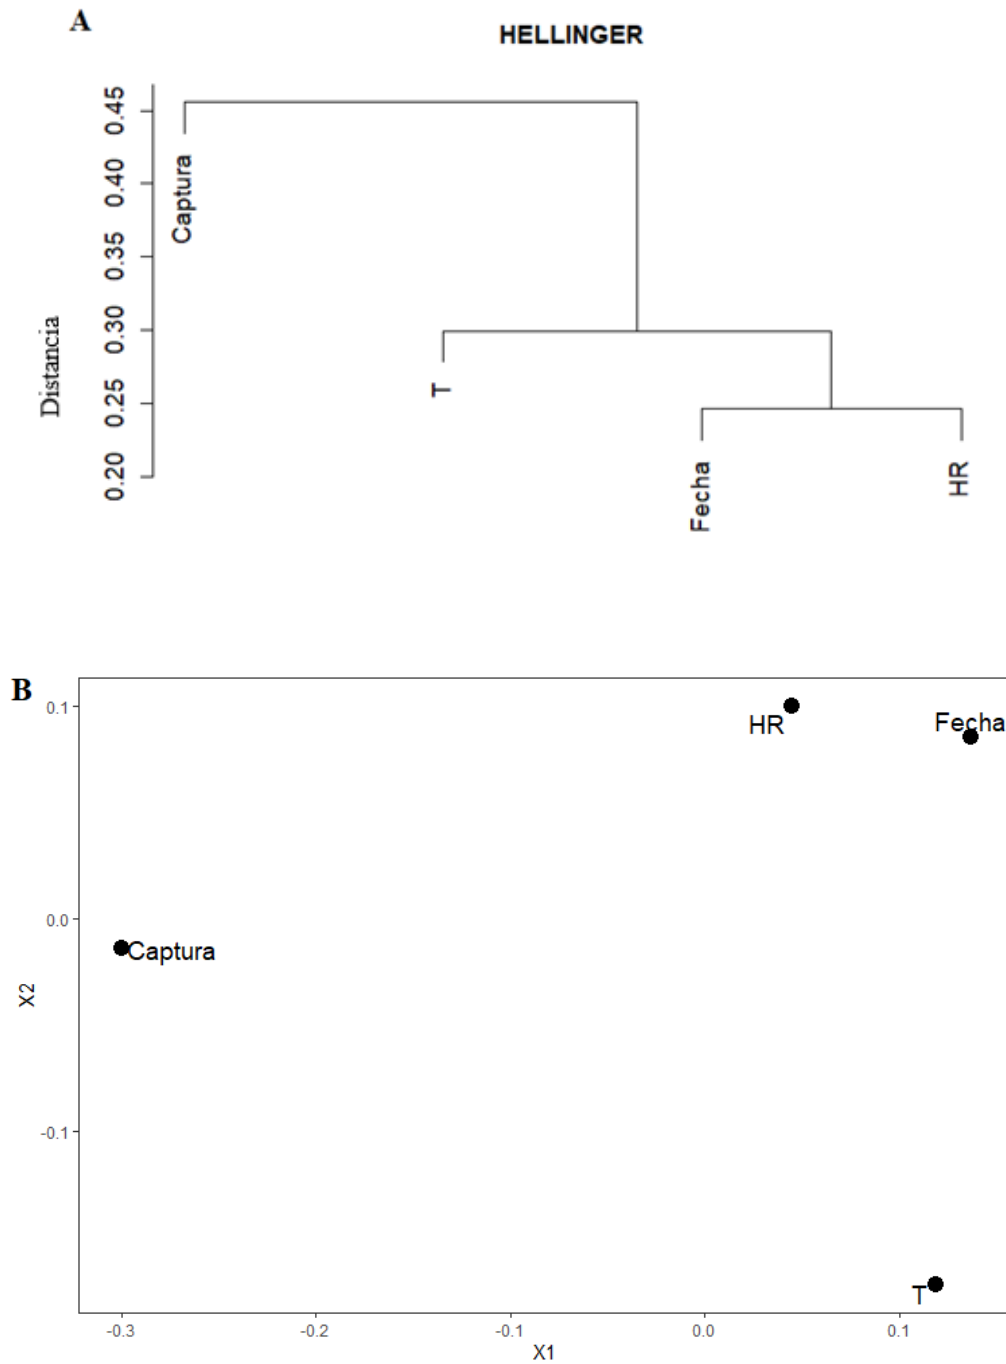 A
HELLINGER
Distancia
0.45
0.40
0.35
0.30
0.25
0.20
Captura
T
Fecha
HR
B
0.1
0.0
-0.1
X2
HR
Fecha
Captura
T
-0.3
-0.2
-0.1
0.0
0.1
X1